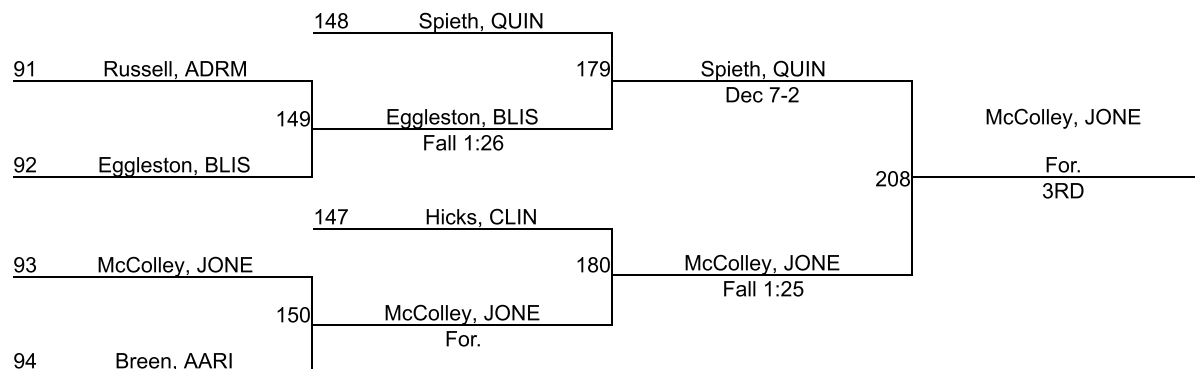 148 Spieth, QUIN
91 Russell, ADRM
179 Spieth, QUIN
Dec 7-2
149 Eggleston, BLIS
Fall 1:26
McColley, JONE
92 Eggleston, BLIS
For.
208
3RD
147 Hicks, CLIN
93 McColley, JONE
180 McColley, JONE
Fall 1:25
150 McColley, JONE
For.
94 Breen, AARI